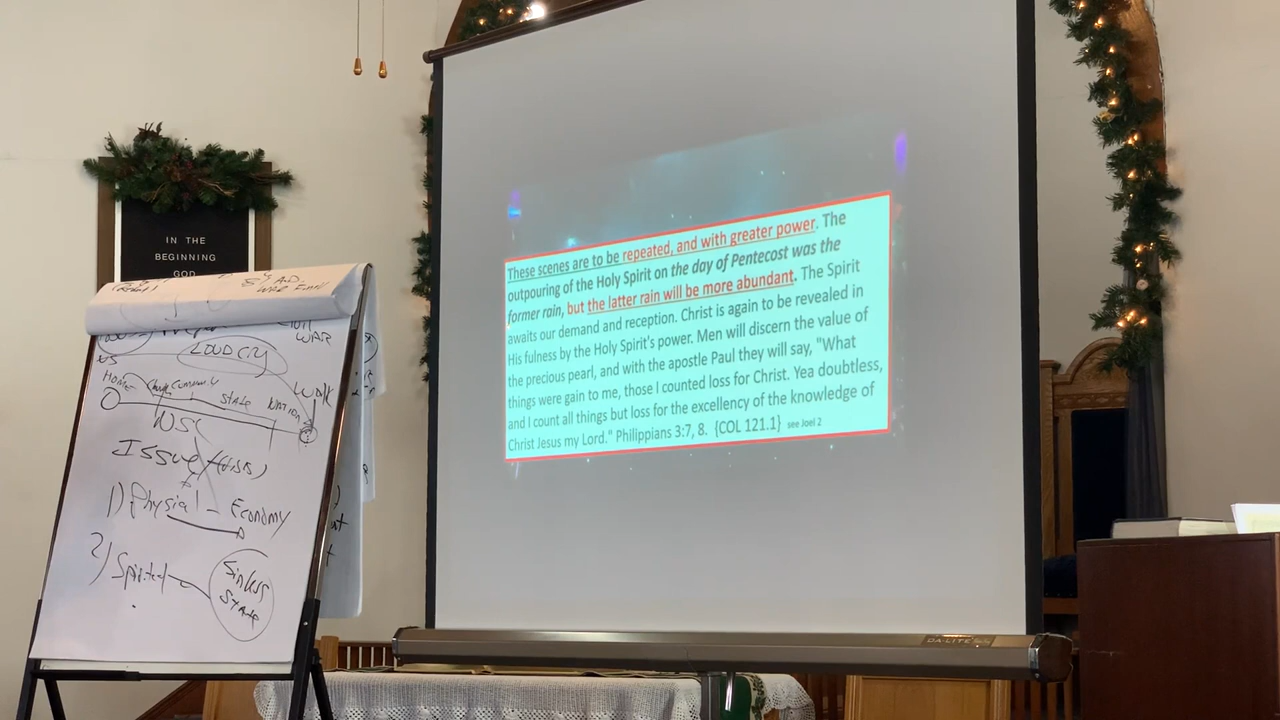 IN THE
BEGINNING
GOD
WAR
LOUD CRY
HOME
STATE
NATION
WSC
Issue
1) Physial - Economy
2)
Sinless
State
These scenes are to be repeated, and with greater power. The
outpouring of the Holy Spirit on the day of Pentecost was the
former rain, but the latter rain will be more abundant. The Spirit
awaits our demand and reception. Christ is again to be revealed in
His fulness by the Holy Spirit's power. Men will discern the value of
the precious pearl, and with the apostle Paul they will say, "What
things were gain to me, those I counted loss for Christ. Yea doubtless,
and I count all things but loss for the excellency of the knowledge of
Christ Jesus my Lord." Philippians 3:7, 8. {COL 121.1} see Joel 2
DA-LITE